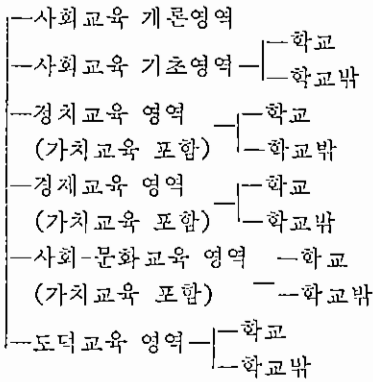 사회교육 개론영역
학교
사회교육 기초영역
학교밖
정치교육 영역 학교
(가치교육 포함) 학교밖
경제교육 영역 학교
(가치교육 포함) 학교밖
사회-문화교육 영역 학교
(가치교육 포함) 학교밖
도덕교육 영역 학교
학교밖